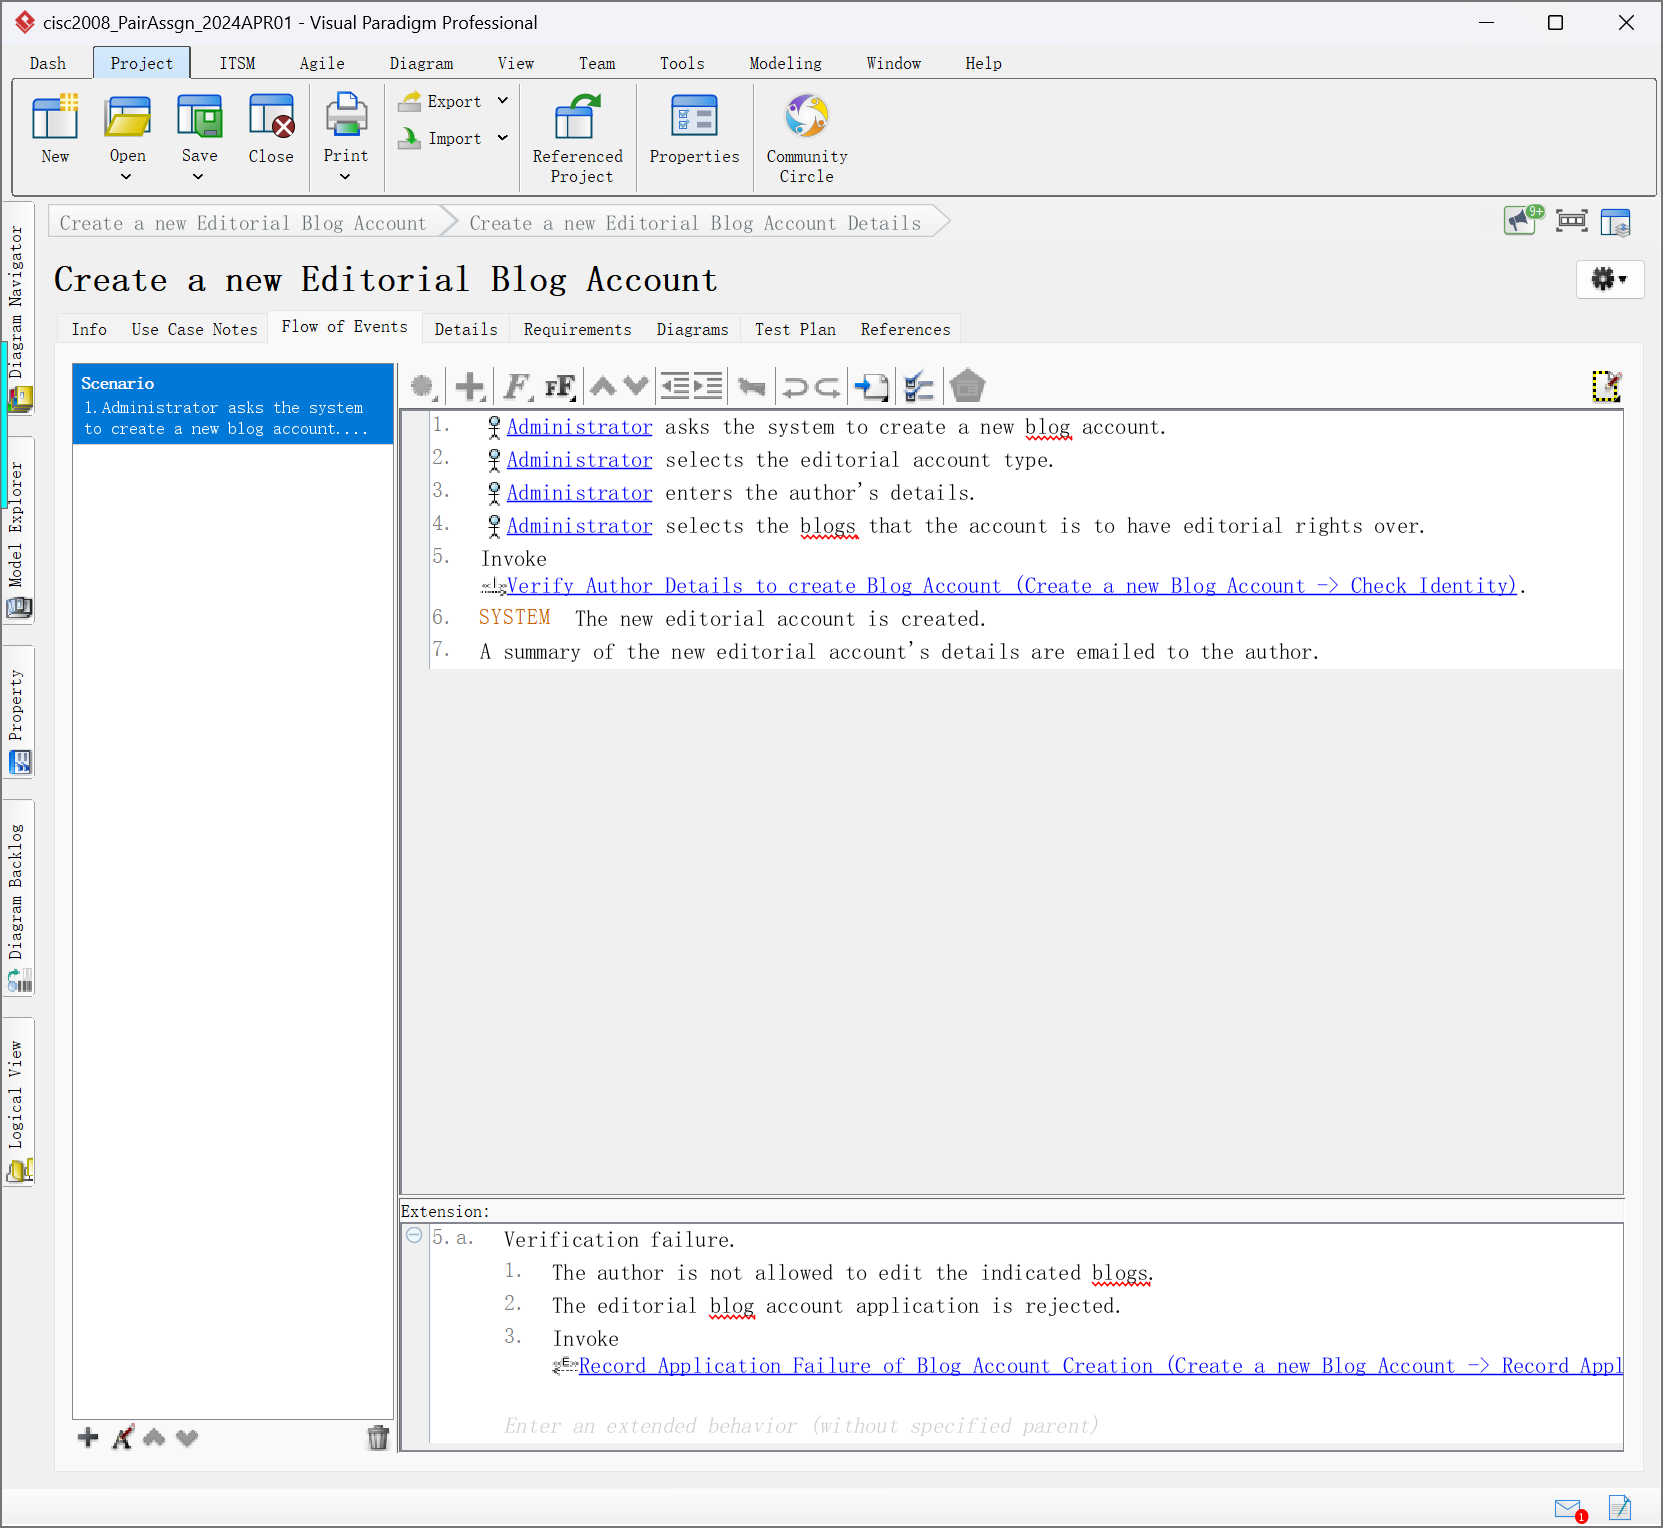 cisc2008_PairAssgn_2024APR01 - Visual Paradigm Professional
Dash Project ITSM Agile Diagram View Team Tools Modeling Window Help
New Open Save Close Print Export Import Referenced Project Properties Community Circle
Create a new Editorial Blog Account Create a new Editorial Blog Account Details
9+
Create a new Editorial Blog Account
Info Use Case Notes Flow of Events Details Requirements Diagrams Test Plan References
Diagram Navigator
Model Explorer
Property
Diagram Backlog
Logical View
Scenario
1. Administrator asks the system
to create a new blog account....
1. Administrator asks the system to create a new blog account.
2. Administrator selects the editorial account type.
3. Administrator enters the author's details.
4. Administrator selects the blogs that the account is to have editorial rights over.
5. Invoke
Verify Author Details to create Blog Account (Create a new Blog Account -> Check Identity).
6. SYSTEM The new editorial account is created.
7. A summary of the new editorial account's details are emailed to the author.
Extension:
5.a. Verification failure.
1. The author is not allowed to edit the indicated blogs.
2. The editorial blog account application is rejected.
3. Invoke
Record Application Failure of Blog Account Creation (Create a new Blog Account -> Record Appl
Enter an extended behavior (without specified parent)
1